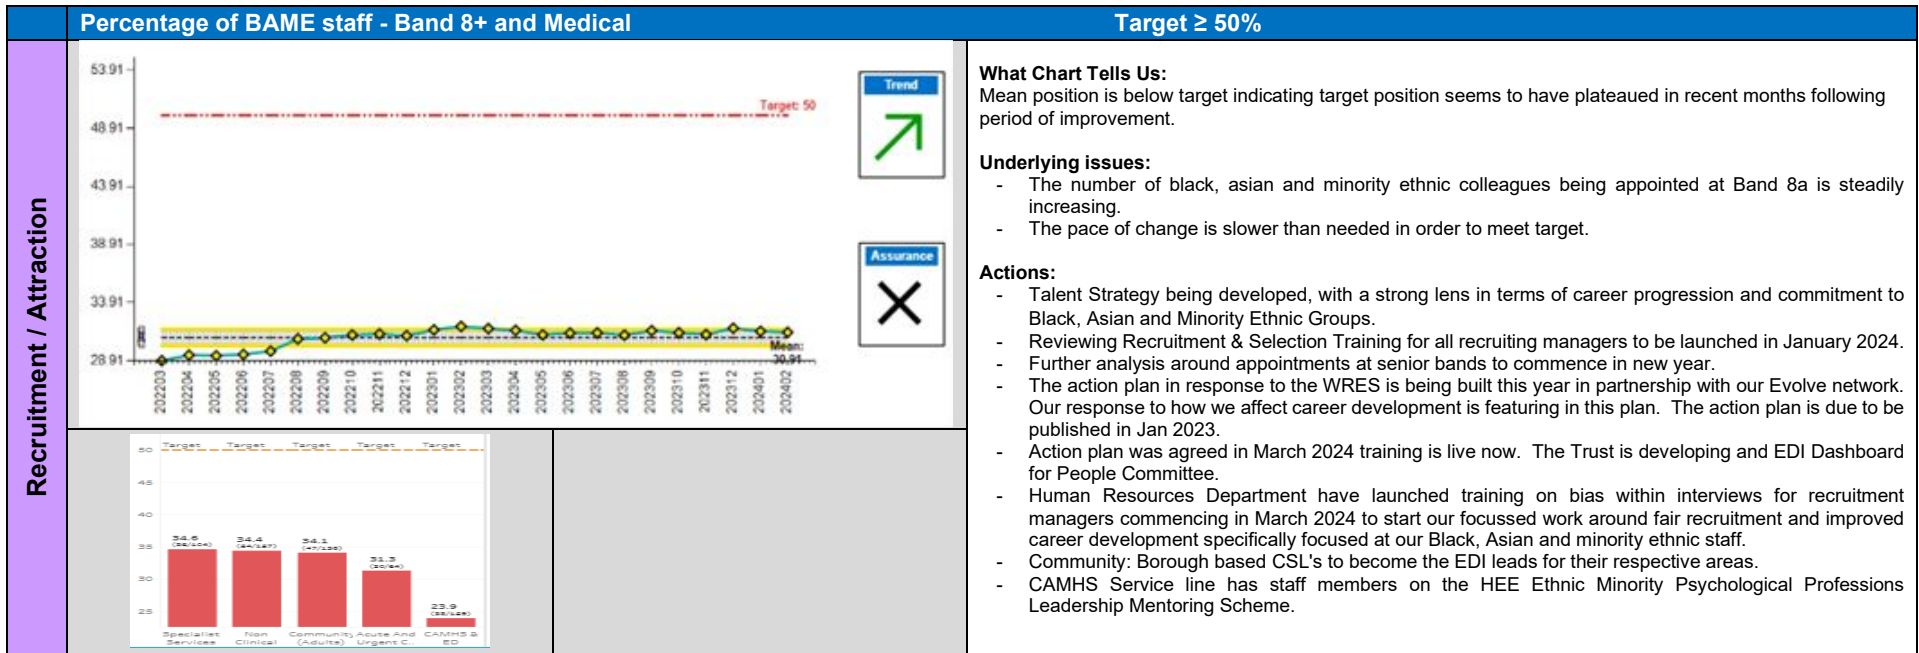 Percentage of BAME staff - Band 8+ and Medical
Target ≥ 50%
Recruitment / Attraction
53.91
48.91
43.91
38.91
33.91
28.91
Target: 50
Mean:
30.91
202203
202204
202205
202206
202207
202208
202209
202210
202211
202212
202301
202302
202303
202304
202305
202306
202307
202308
202309
202310
202311
202312
202401
202402
Trend
Assurance
Target Target Target Target Target
50
45
40
35
30
25
34.6
34.4
34.1
31.3
23.9
Specialist
Services
Non
Clinical
Community
(Adults)
Acute And
Urgent C..
CAMHS &
ED
What Chart Tells Us:
Mean position is below target indicating target position seems to have plateaued in recent months following
period of improvement.
Underlying issues:
- The number of black, asian and minority ethnic colleagues being appointed at Band 8a is steadily
increasing.
- The pace of change is slower than needed in order to meet target.
Actions:
- Talent Strategy being developed, with a strong lens in terms of career progression and commitment to
Black, Asian and Minority Ethnic Groups.
- Reviewing Recruitment & Selection Training for all recruiting managers to be launched in January 2024.
- Further analysis around appointments at senior bands to commence in new year.
- The action plan in response to the WRES is being built this year in partnership with our Evolve network.
Our response to how we affect career development is featuring in this plan. The action plan is due to be
published in Jan 2023.
- Action plan was agreed in March 2024 training is live now. The Trust is developing and EDI Dashboard
for People Committee.
- Human Resources Department have launched training on bias within interviews for recruitment
managers commencing in March 2024 to start our focussed work around fair recruitment and improved
career development specifically focused at our Black, Asian and minority ethnic staff.
- Community: Borough based CSL's to become the EDI leads for their respective areas.
- CAMHS Service line has staff members on the HEE Ethnic Minority Psychological Professions
Leadership Mentoring Scheme.